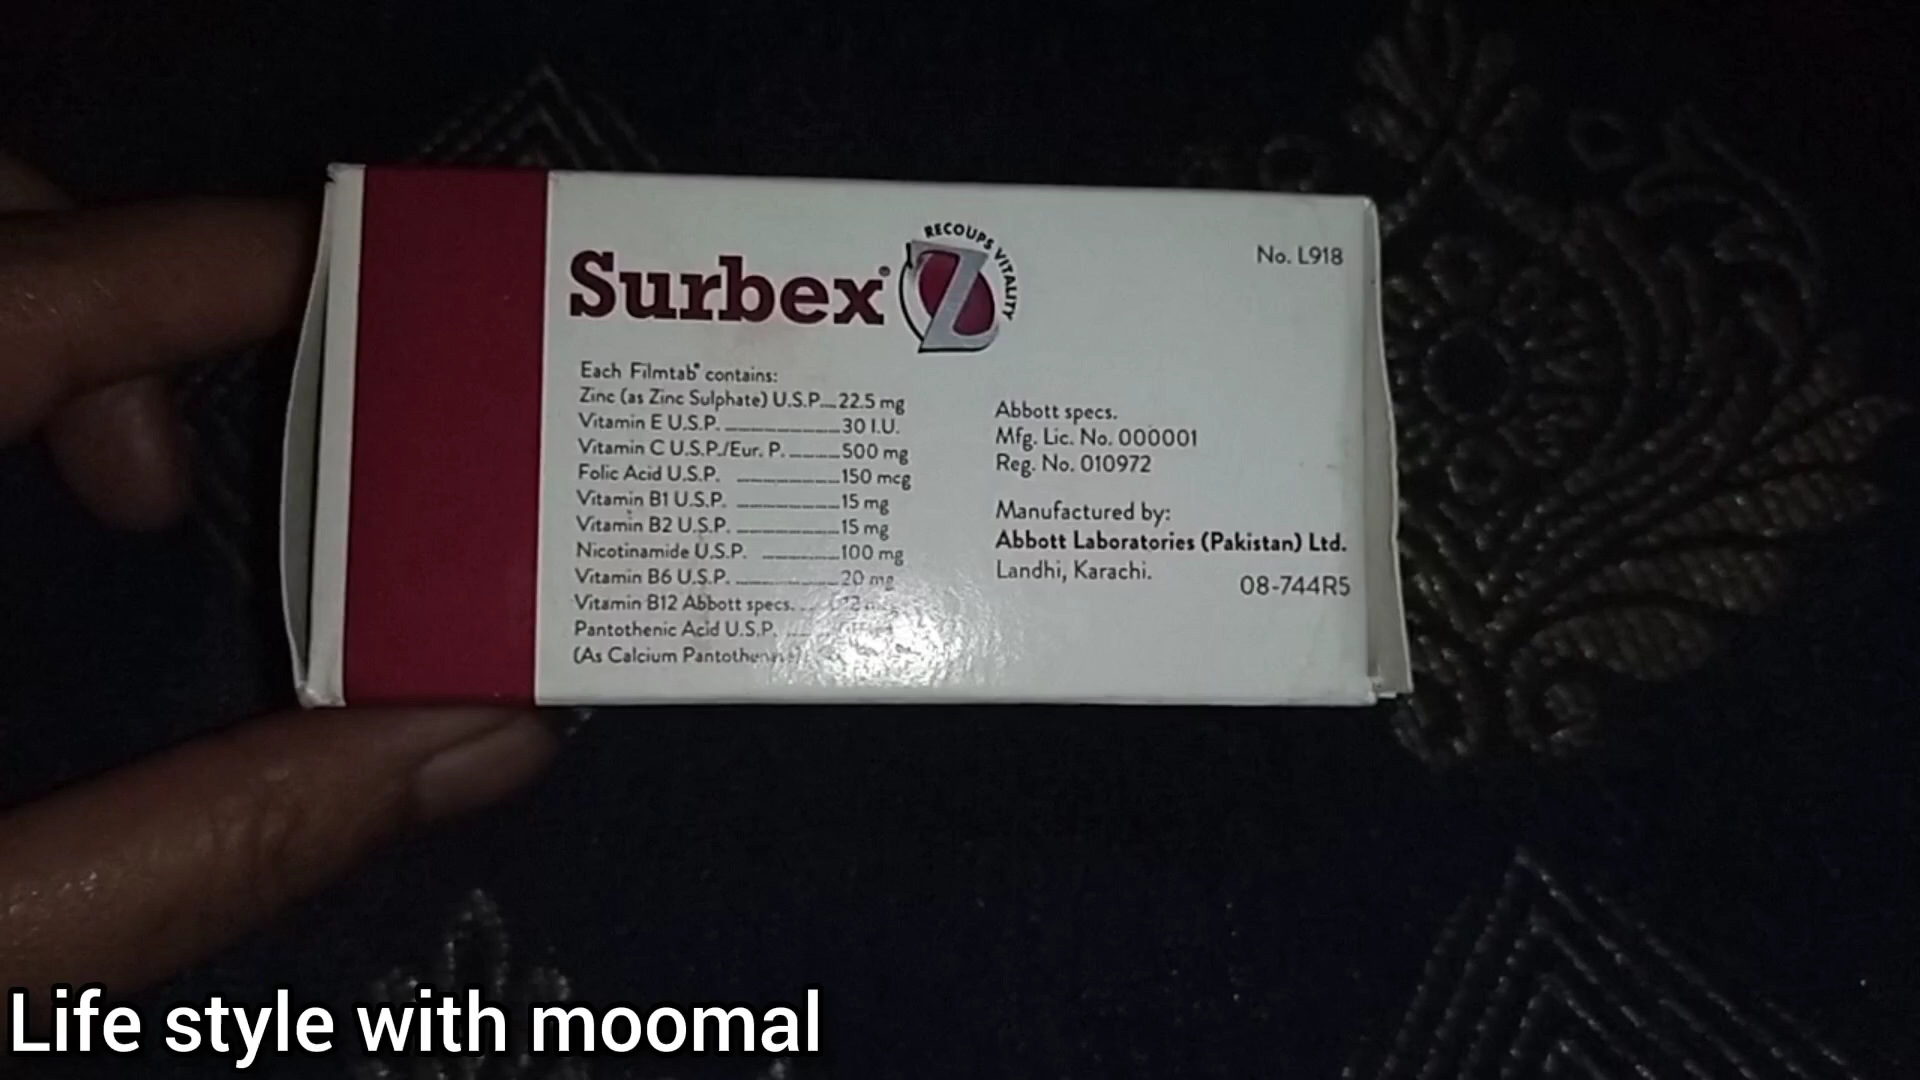 RECOUPS VITALITY
Surbex® Z
No. L918
Each Filmtab® contains:
Zinc (as Zinc Sulphate) U.S.P....22.5 mg
Vitamin E U.S.P. ............30 I.U.
Vitamin C U.S.P./Eur. P. ......500 mg
Folic Acid U.S.P. ............150 mcg
Vitamin B1 U.S.P. ............15 mg
Vitamin B2 U.S.P. ............15 mg
Nicotinamide U.S.P. .........100 mg
Vitamin B6 U.S.P. ............20 mg
Vitamin B12 Abbott specs. ...
Pantothenic Acid U.S.P. ....
(As Calcium
Abbott specs.
Mfg. Lic. No. 000001
Reg. No. 010972
Manufactured by:
Abbott Laboratories (Pakistan) Ltd.
Landhi, Karachi.
08-744R5
Life style with moomal